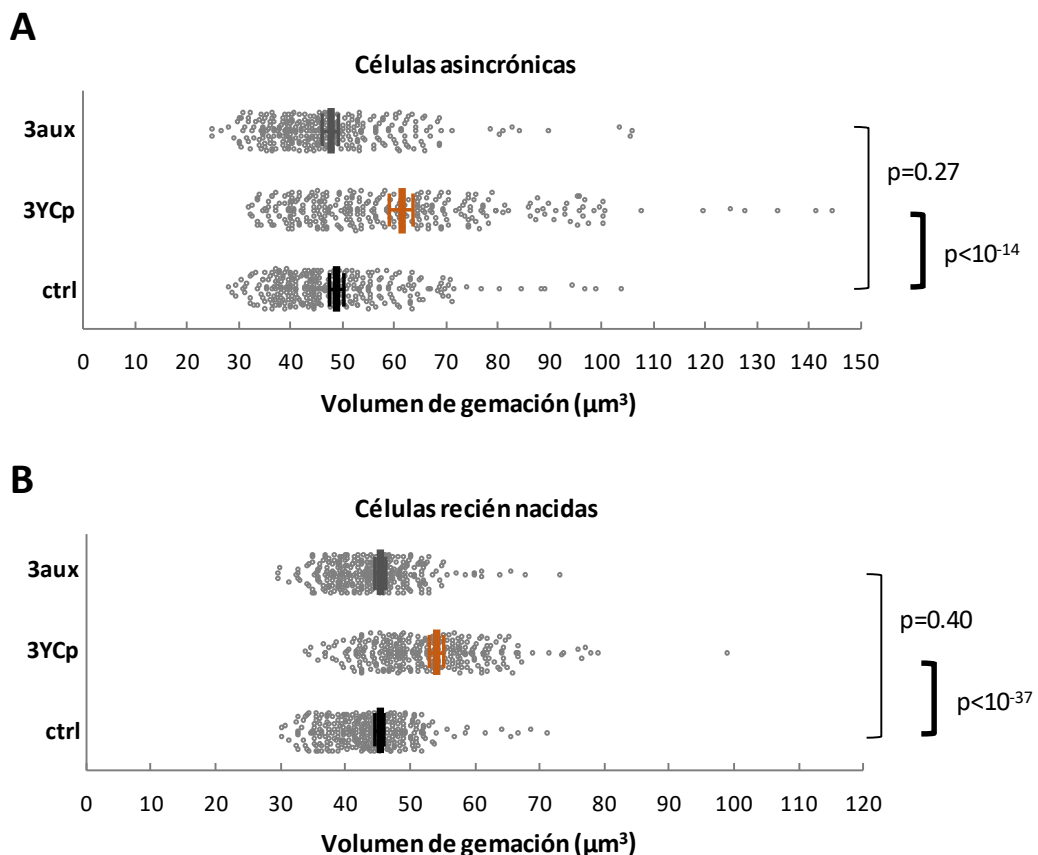 A
Células asincrónicas
3aux
3YCp
ctrl
p=0.27
p<10⁻¹⁴
0 10 20 30 40 50 60 70 80 90 100 110 120 130 140 150
Volumen de gemación (µm³)
B
Células recién nacidas
3aux
3YCp
ctrl
p=0.40
p<10⁻³⁷
0 10 20 30 40 50 60 70 80 90 100 110 120
Volumen de gemación (µm³)